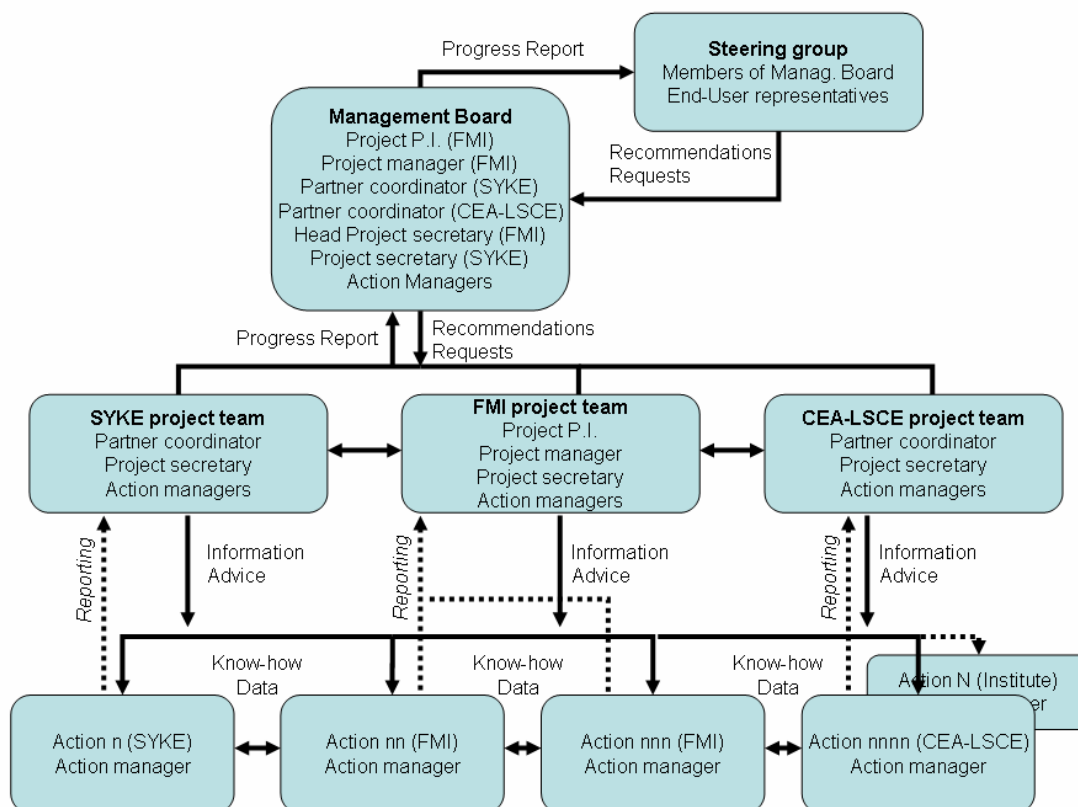 Progress Report
Steering group
Members of Manag. Board
End-User representatives
Management Board
Project P.I. (FMI)
Project manager (FMI)
Partner coordinator (SYKE)
Partner coordinator (CEA-LSCE)
Head Project secretary (FMI)
Project secretary (SYKE)
Action Managers
Recommendations
Requests
Progress Report
Recommendations
Requests
SYKE project team
Partner coordinator
Project secretary
Action managers
FMI project team
Project P.I.
Project manager
Project secretary
Action managers
CEA-LSCE project team
Partner coordinator
Project secretary
Action managers
Reporting
Information
Advice
Reporting
Information
Advice
Reporting
Information
Advice
Know-how
Data
Know-how
Data
Know-how
Data
Action N (Institute)
Action n (SYKE)
Action manager
Action nn (FMI)
Action manager
Action nnn (FMI)
Action manager
Action nnnn (CEA-LSCE)
Action manager